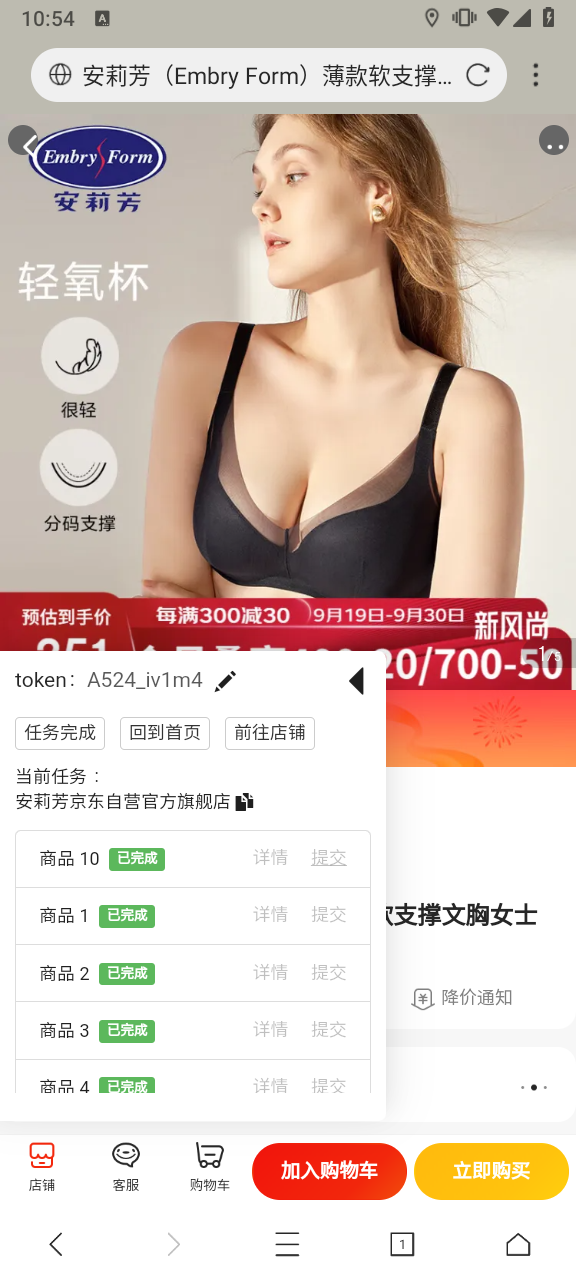 10:54
安莉芳（Embry Form）薄款软支撑...
Embry Form
安莉芳
轻氧杯
很轻
分码支撑
预估到手价
每满300减30
9月19日-9月30日
新风尚
20/700-50
1/5
token： A524_iv1m4
任务完成
回到首页
前往店铺
当前任务：
安莉芳京东自营官方旗舰店
商品 10 已完成 详情 提交
商品 1 已完成 详情 提交
软支撑文胸女士
商品 2 已完成 详情 提交
降价通知
商品 3 已完成 详情 提交
商品 4 已完成 详情 提交
店铺
客服
购物车
加入购物车
立即购买
1